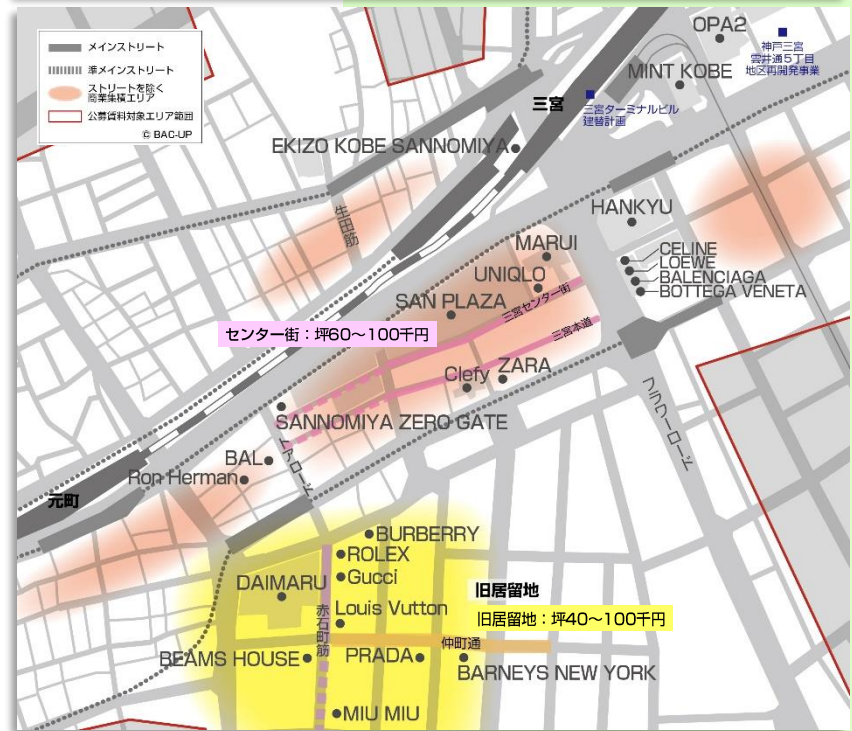 メインストリート
準メインストリート
ストリートを除く
商業集積エリア
公募賃料対象エリア範囲
© BAC-UP
OPA2
神戸三宮
雲井通5丁目
地区再開発事業
MINT KOBE
三宮
三宮ターミナルビル
建替計画
EKIZO KOBE SANNOMIYA
生田筋
HANKYU
MARUI
CELINE
LOEWE
BALENCIAGA
BOTTEGA VENETA
UNIQLO
SAN PLAZA
三宮センター街
センター街：坪60～100千円
三宮本通
Clefy
ZARA
フラワーロード
SANNOMIYA ZERO GATE
トアロード
BAL
Ron Herman
元町
BURBERRY
ROLEX
Gucci
DAIMARU
旧居留地
Louis Vutton
旧居留地：坪40～100千円
赤石町筋
仲町通
BEAMS HOUSE
PRADA
BARNEYS NEW YORK
MIU MIU